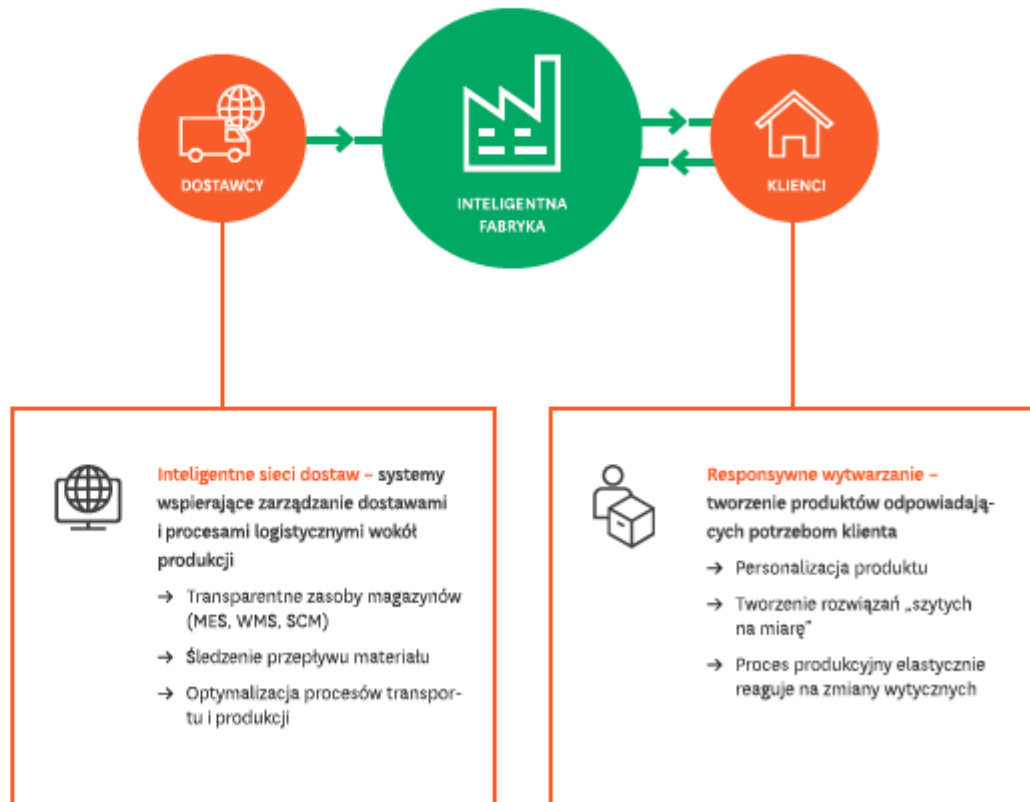 DOSTAWCY
INTELIGENTNA
FABRYKA
KLIENCI
Inteligentne sieci dostaw – systemy
wspierające zarządzanie dostawami
i procesami logistycznymi wokół
produkcji
→ Transparentne zasoby magazynów
(MES, WMS, SCM)
→ Śledzenie przepływu materiału
→ Optymalizacja procesów transpor-
tu i produkcji
Responsywne wytwarzanie –
tworzenie produktów odpowiadają-
cych potrzebom klienta
→ Personalizacja produktu
→ Tworzenie rozwiązań „szytych
na miarę”
→ Proces produkcyjny elastycznie
reaguje na zmiany wytycznych